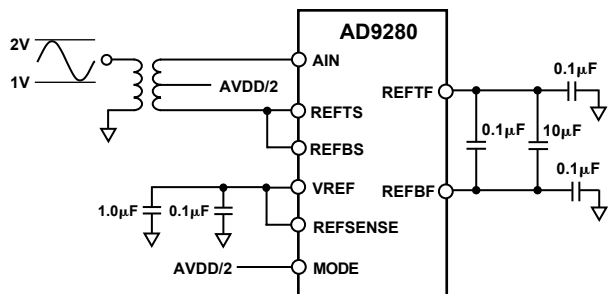 AD9280
2V
1V
AIN
AVDD/2
REFTS
REFBS
VREF
REFSENSE
1.0μF
0.1μF
AVDD/2
MODE
REFTF
0.1μF
0.1μF
10μF
0.1μF
REFBF